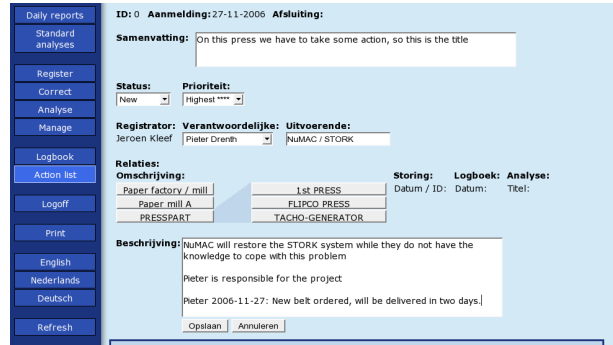 Daily reports
Standard
analyses
Register
Correct
Analyse
Manage
Logbook
Action list
Logoff
Print
English
Nederlands
Deutsch
Refresh
ID: 0 Aanmelding: 27-11-2006 Afsluiting:
Samenvatting: On this press we have to take some action, so this is the title
Status: Prioriteit:
New Highest ****
Registrator: Verantwoordelijke: Uitvoerende:
Jeroen Kleef Pieter Drenth NuMAC / STORK
Relaties:
Omschrijving: Storing: Logboek: Analyse:
Paper factory / mill 1st PRESS Datum / ID: Datum: Titel:
Paper mill A FLIPCO PRESS
PRESSPART TACHO-GENERATOR
Beschrijving: NuMAC will restore the STORK system while they do not have the
knowledge to cope with this problem
Pieter is responsible for the project
Pieter 2006-11-27: New belt ordered, will be delivered in two days.
Opslaan Annuleren